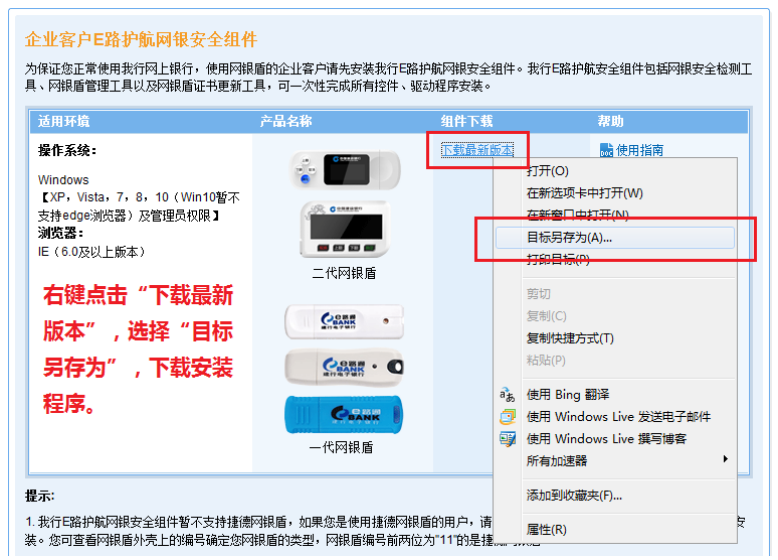 企业客户E路护航网银安全组件
为保证您正常使用我行网上银行，使用网银盾的企业客户请先安装我行E路护航网银安全组件。我行E路护航安全组件包括网银安全检测工
具、网银盾管理工具以及网银盾证书更新工具，可一次性完成所有控件、驱动程序安装。
适用环境 产品名称 组件下载 帮助
操作系统：
下载最新版本
使用指南
Windows
【XP，Vista，7，8，10（Win10暂不
支持edge浏览器）及管理员权限】
浏览器：
IE（6.0及以上版本）
右键点击“下载最新
版本”，选择“目标
另存为”，下载安装
程序。
二代网银盾
BANK
BANK
BANK
一代网银盾
打开(O)
在新选项卡中打开(W)
在新窗口中打开(N)
目标另存为(A)...
打印目标(P)
剪切
复制(C)
复制快捷方式(T)
粘贴(P)
使用 Bing 翻译
使用 Windows Live 发送电子邮件
使用 Windows Live 撰写博客
所有加速器
添加到收藏夹(F)...
属性(R)
提示：
1. 我行E路护航网银安全组件暂不支持捷德网银盾，如果您是使用捷德网银盾的用户，请
安
装。您可查看网银盾外壳上的编号确定您网银盾的类型，网银盾编号前两位为“11”的是捷